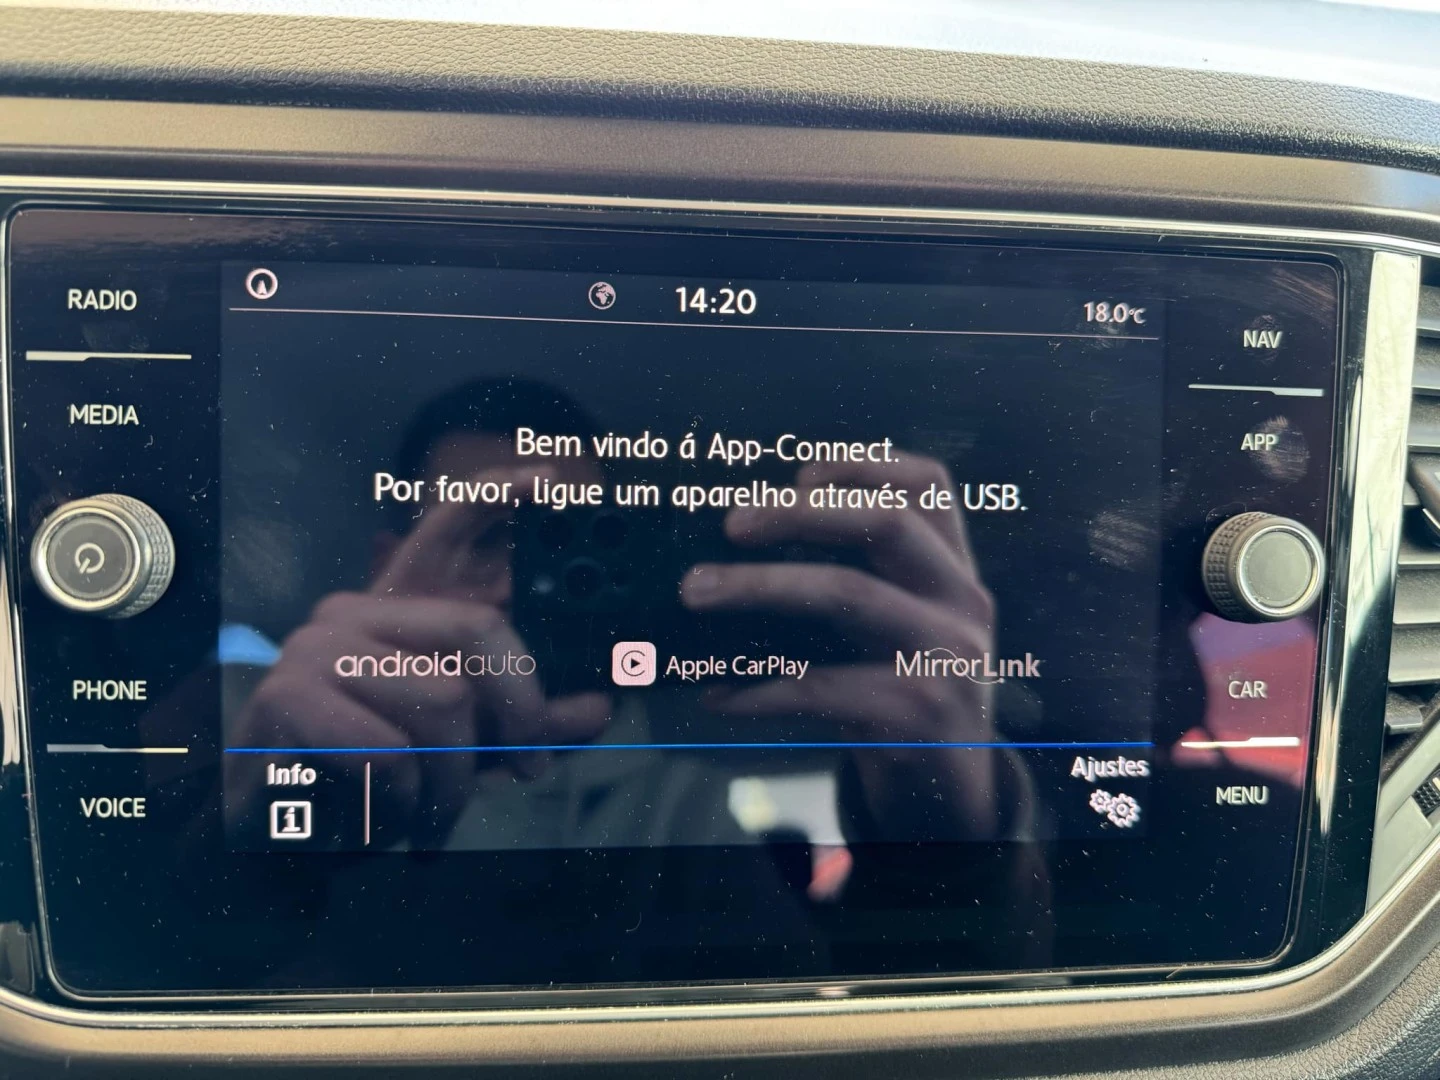 RADIO
MEDIA
PHONE
VOICE
14:20
18.0°C
Bem vindo á App-Connect.
Por favor, ligue um aparelho através de USB.
androidauto
Apple CarPlay
MirrorLink
Info
i
Ajustes
NAV
APP
CAR
MENU